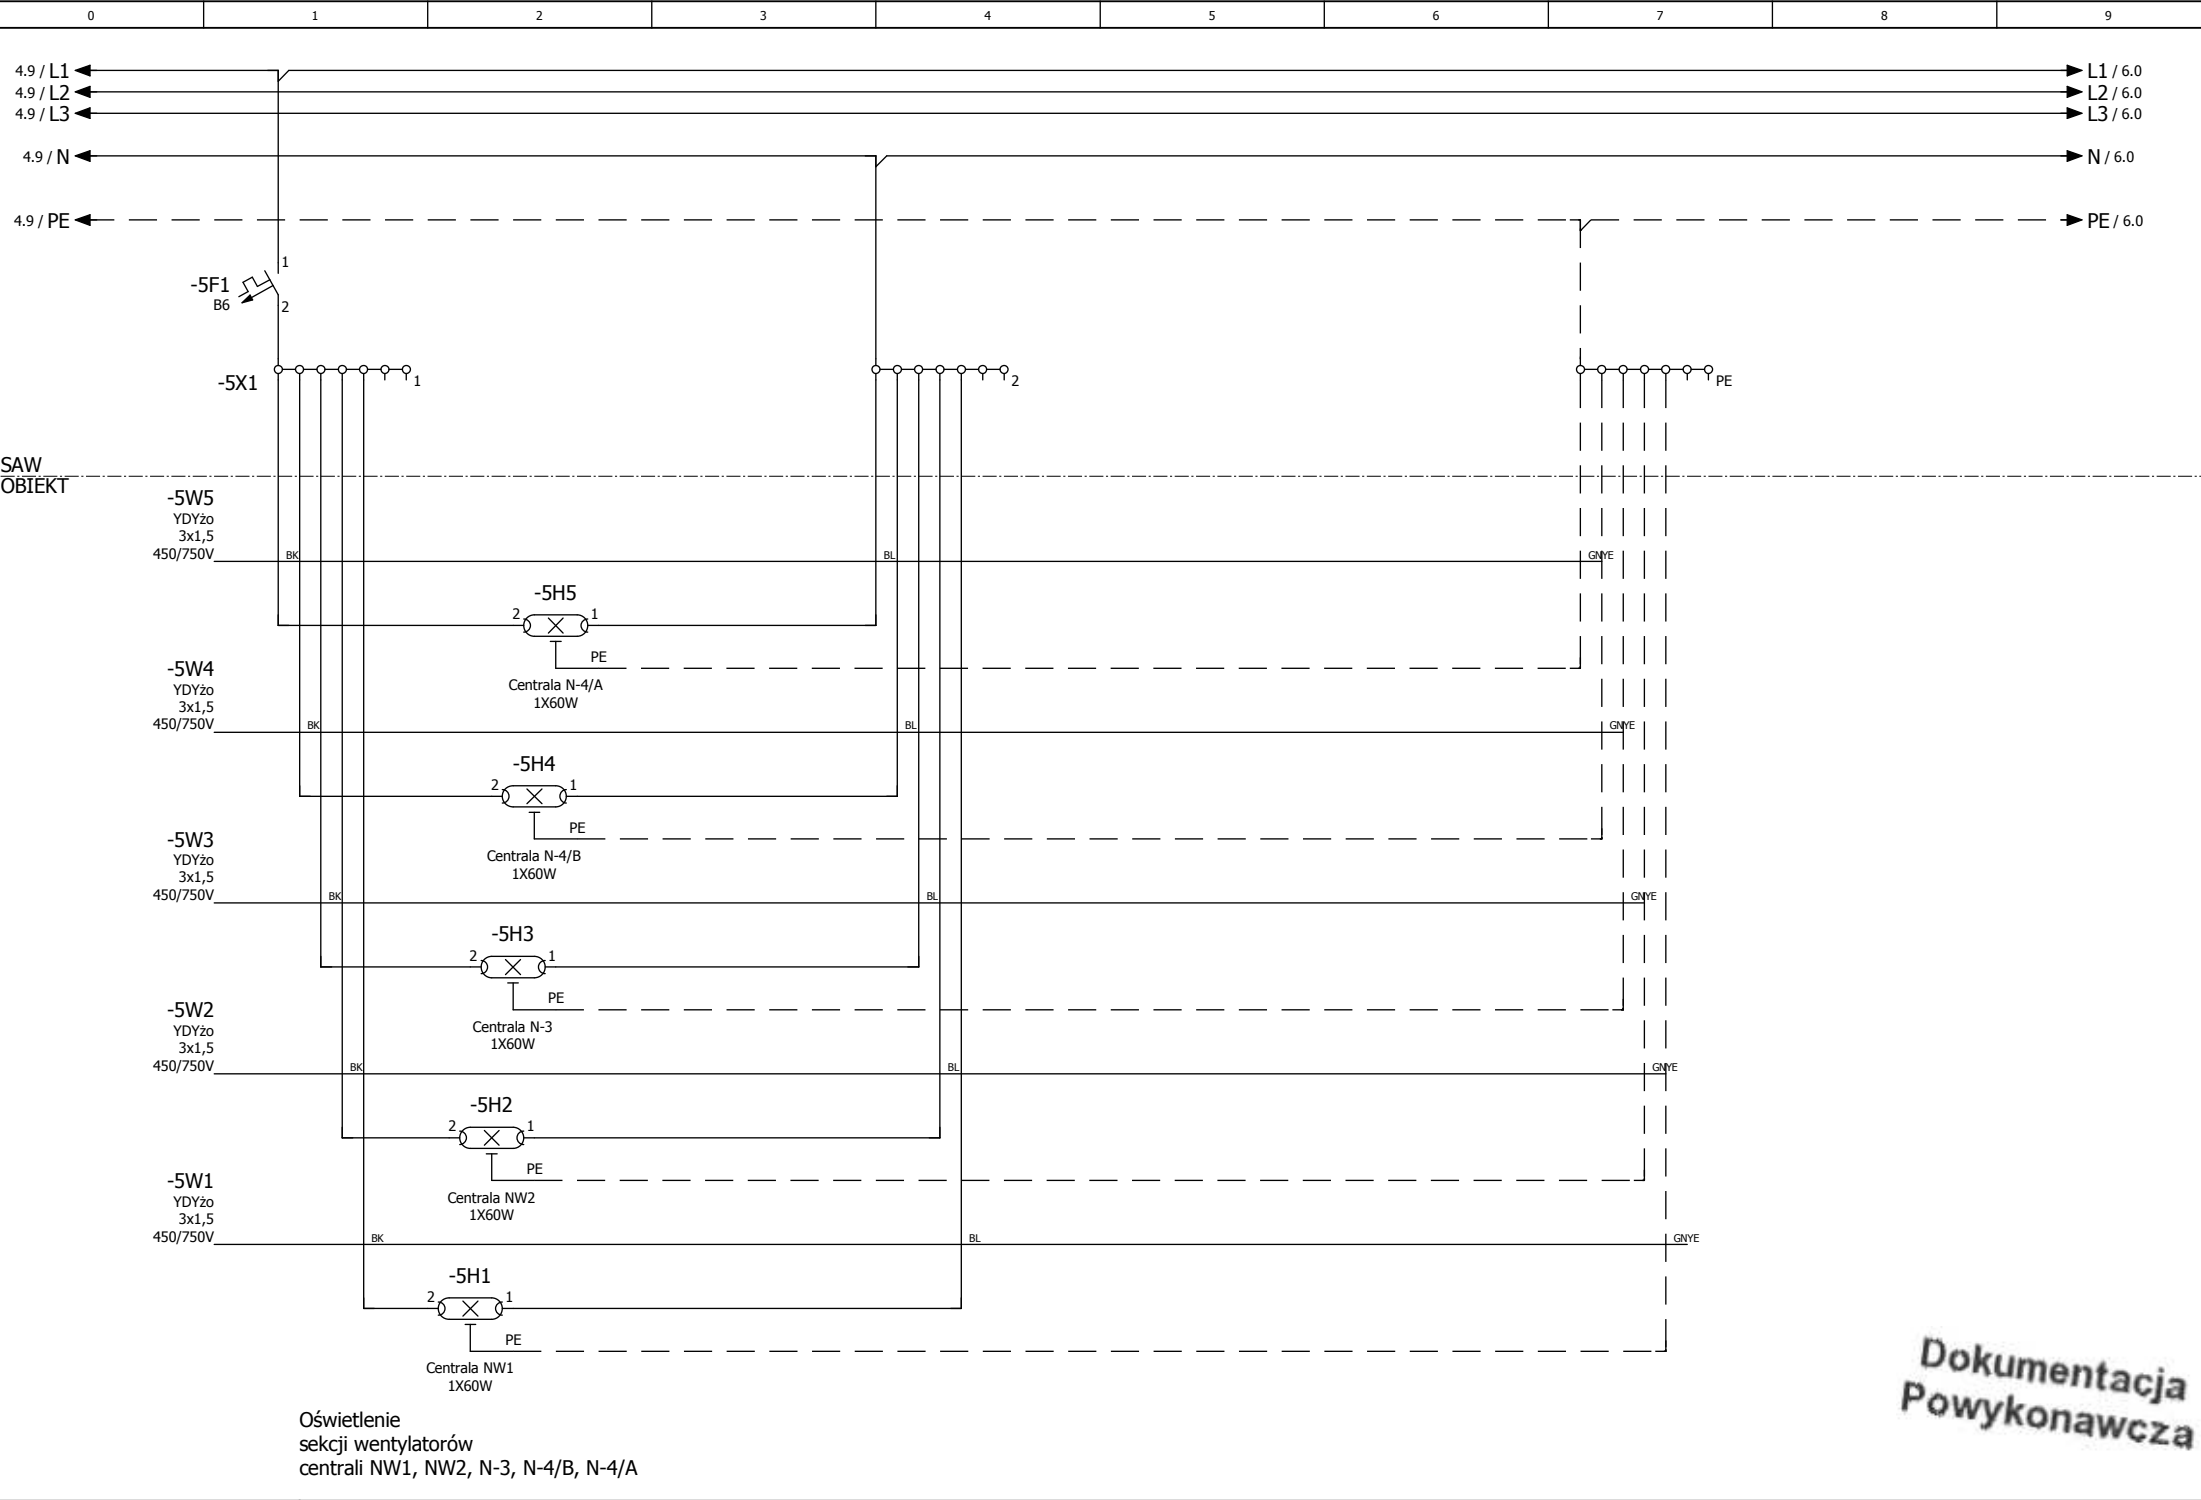 0 1 2 3 4 5 6 7 8 9
4.9 / L1 L1 / 6.0
4.9 / L2 L2 / 6.0
4.9 / L3 L3 / 6.0
4.9 / N N / 6.0
4.9 / PE PE / 6.0
1
-5F1
B6
2
-5X1 1 2 PE
SAW
OBIEKT
-5W5
YDYżo
3x1,5
450/750V BK BL GNYE
-5H5
2 1
PE
Centrala N-4/A
1X60W
-5W4
YDYżo
3x1,5
450/750V BK BL GNYE
-5H4
2 1
PE
Centrala N-4/B
1X60W
-5W3
YDYżo
3x1,5
450/750V BK BL GNYE
-5H3
2 1
PE
Centrala N-3
1X60W
-5W2
YDYżo
3x1,5
450/750V BK BL GNYE
-5H2
2 1
PE
Centrala NW2
1X60W
-5W1
YDYżo
3x1,5
450/750V BK BL GNYE
-5H1
2 1
PE
Centrala NW1
1X60W
Oświetlenie
sekcji wentylatorów
centrali NW1, NW2, N-3, N-4/B, N-4/A
Dokumentacja
Powykonawcza